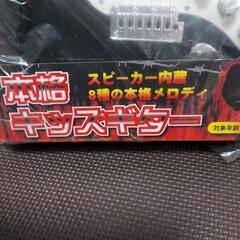 スピーカー内蔵
本格
8種の本格メロディ
キッズギター
対象年齢